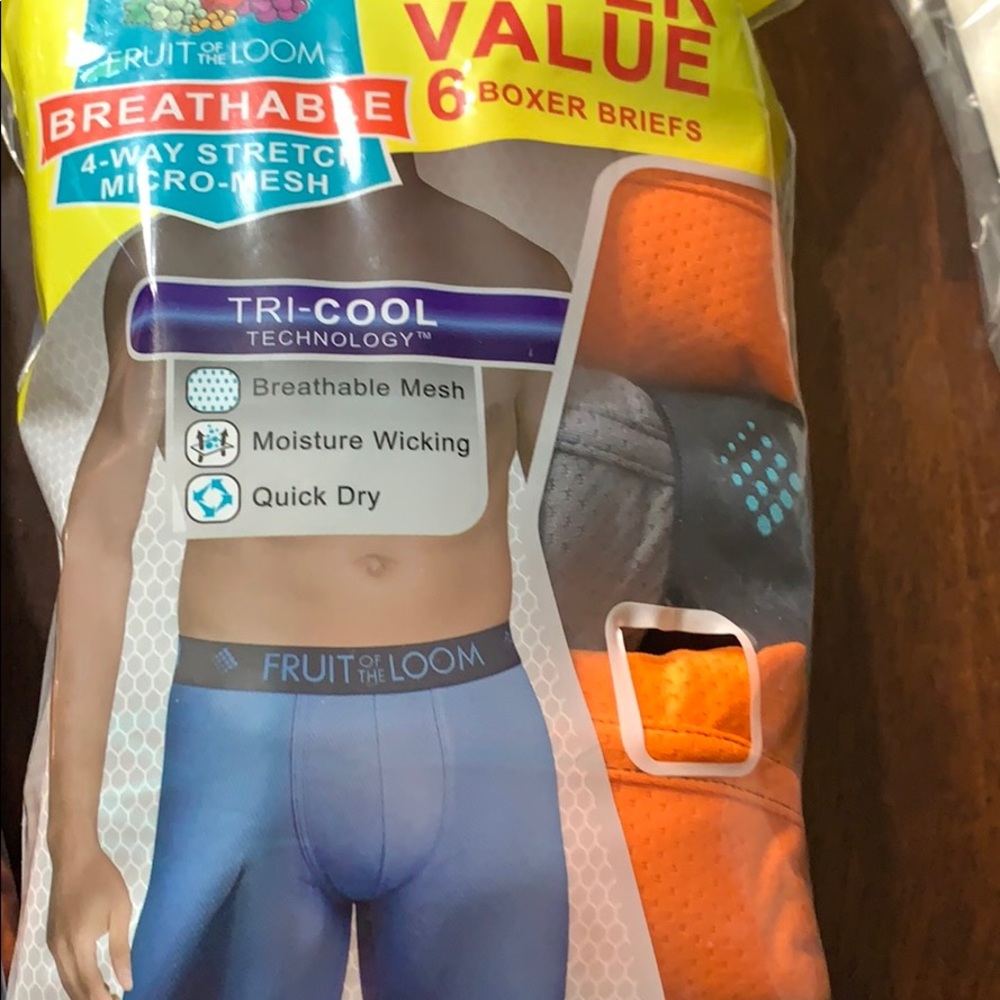 FRUIT OF THE LOOM
BREATHABLE
4-WAY STRETCH
MICRO-MESH
VALUE
6 BOXER BRIEFS
TRI-COOL
TECHNOLOGY™
Breathable Mesh
Moisture Wicking
Quick Dry
FRUIT OF THE LOOM